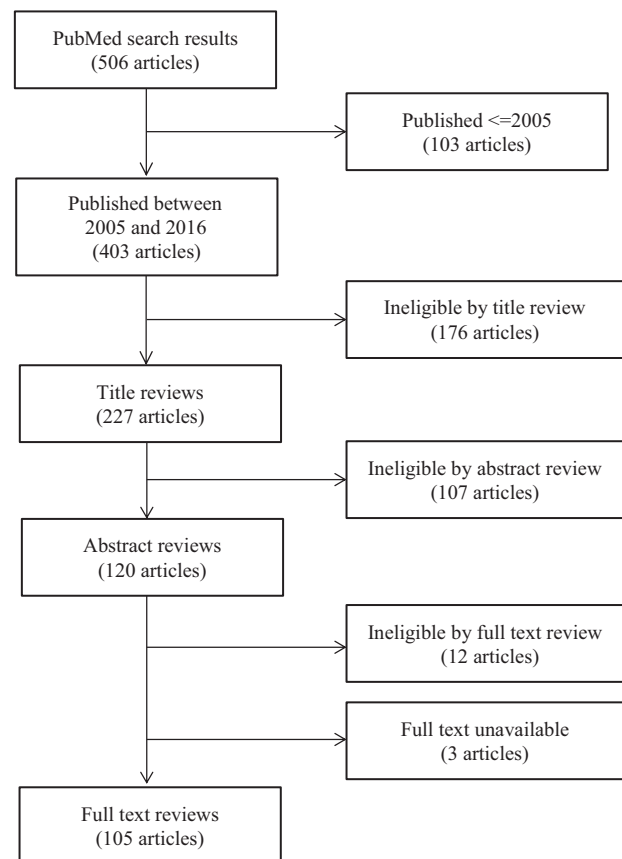 PubMed search results
(506 articles)
Published <=2005
(103 articles)
Published between
2005 and 2016
(403 articles)
Ineligible by title review
(176 articles)
Title reviews
(227 articles)
Ineligible by abstract review
(107 articles)
Abstract reviews
(120 articles)
Ineligible by full text review
(12 articles)
Full text unavailable
(3 articles)
Full text reviews
(105 articles)